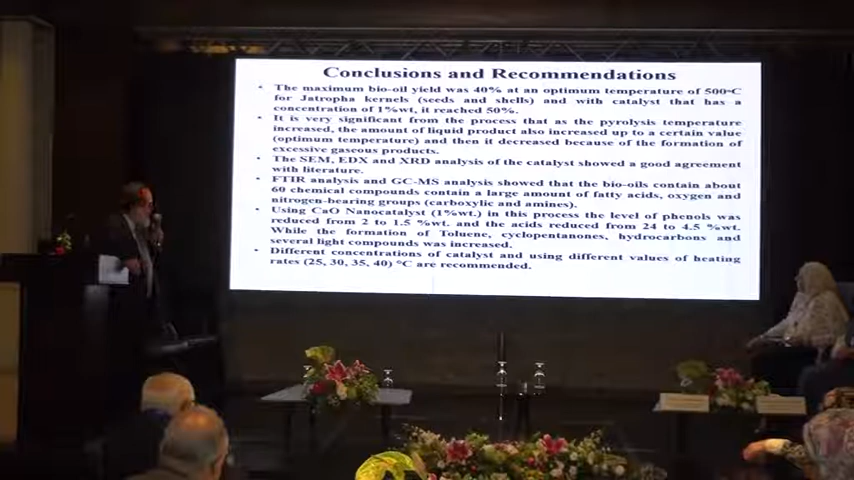 Conclusions and Recommendations
• The maximum bio-oil yield was 40% at an optimum temperature of 500°C
for Jatropha kernels (seeds and shells) and with catalyst that has a
concentration of 1%wt, it reached 50%.
• It is very significant from the process that as the pyrolysis temperature
increased, the amount of liquid product also increased up to a certain value
(optimum temperature) and then it decreased because of the formation of
excessive gaseous products.
• The SEM, EDX and XRD analysis of the catalyst showed a good agreement
with literature.
• FTIR analysis and GC-MS analysis showed that the bio-oils contain about
60 chemical compounds contain a large amount of fatty acids, oxygen and
nitrogen-bearing groups (carboxylic and amines).
• Using CaO Nanocatalyst (1%wt.) in this process the level of phenols was
reduced from 2 to 1.5 %wt. and the acids reduced from 24 to 4.5 %wt.
While the formation of Toluene, cyclopentanones, hydrocarbons and
several light compounds was increased.
• Different concentrations of catalyst and using different values of heating
rates (25, 30, 35, 40) °C are recommended.